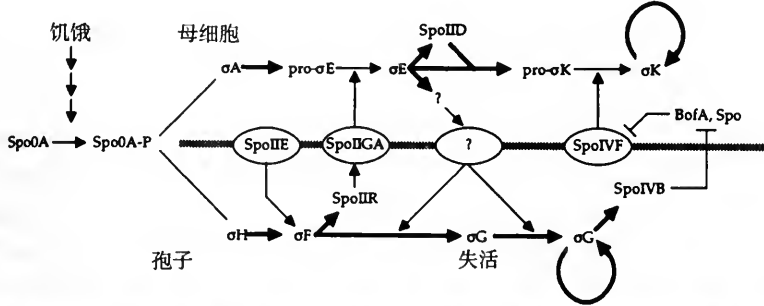 饥饿
母细胞
SpoIID
σA
pro-σE
σE
pro-σK
σK
?
BofA, Spo
Spo0A
Spo0A-P
SpoIIE
SpoIIGA
?
SpoIVF
SpoIIR
SpoIVB
σH
σF
σG
σG
孢子
失活